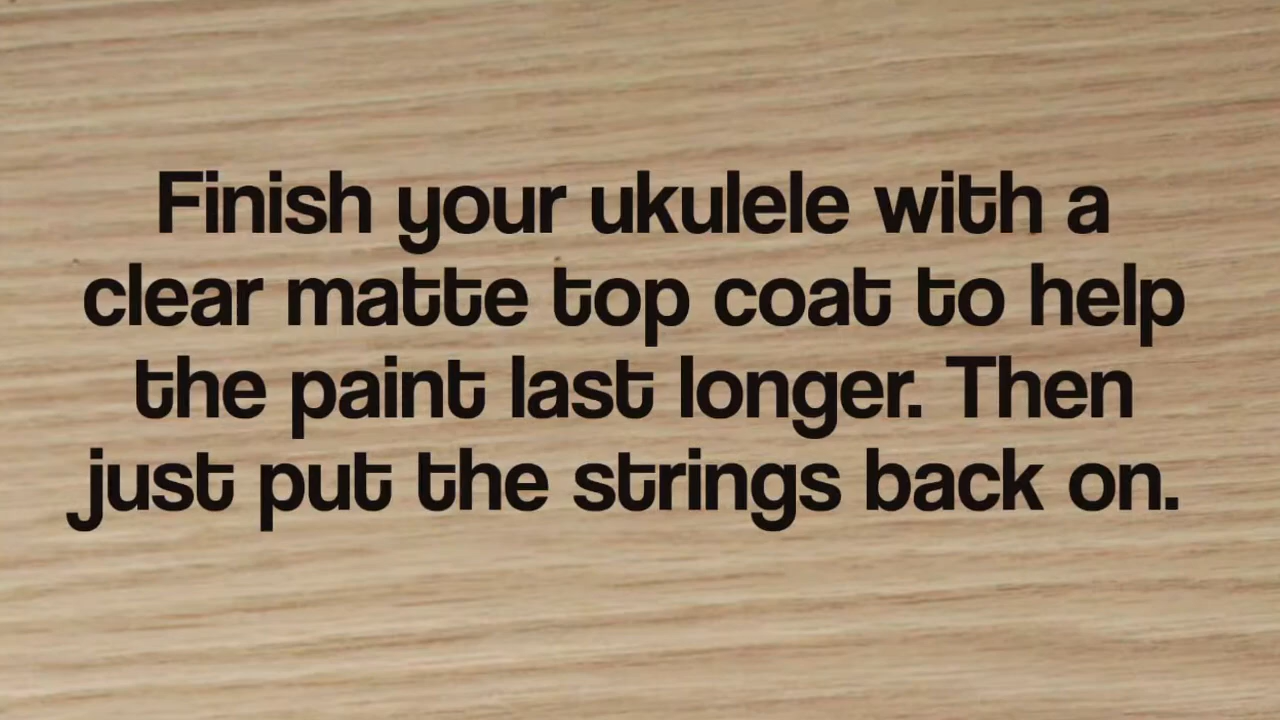 Finish your ukulele with a
clear matte top coat to help
the paint last longer. Then
just put the strings back on.